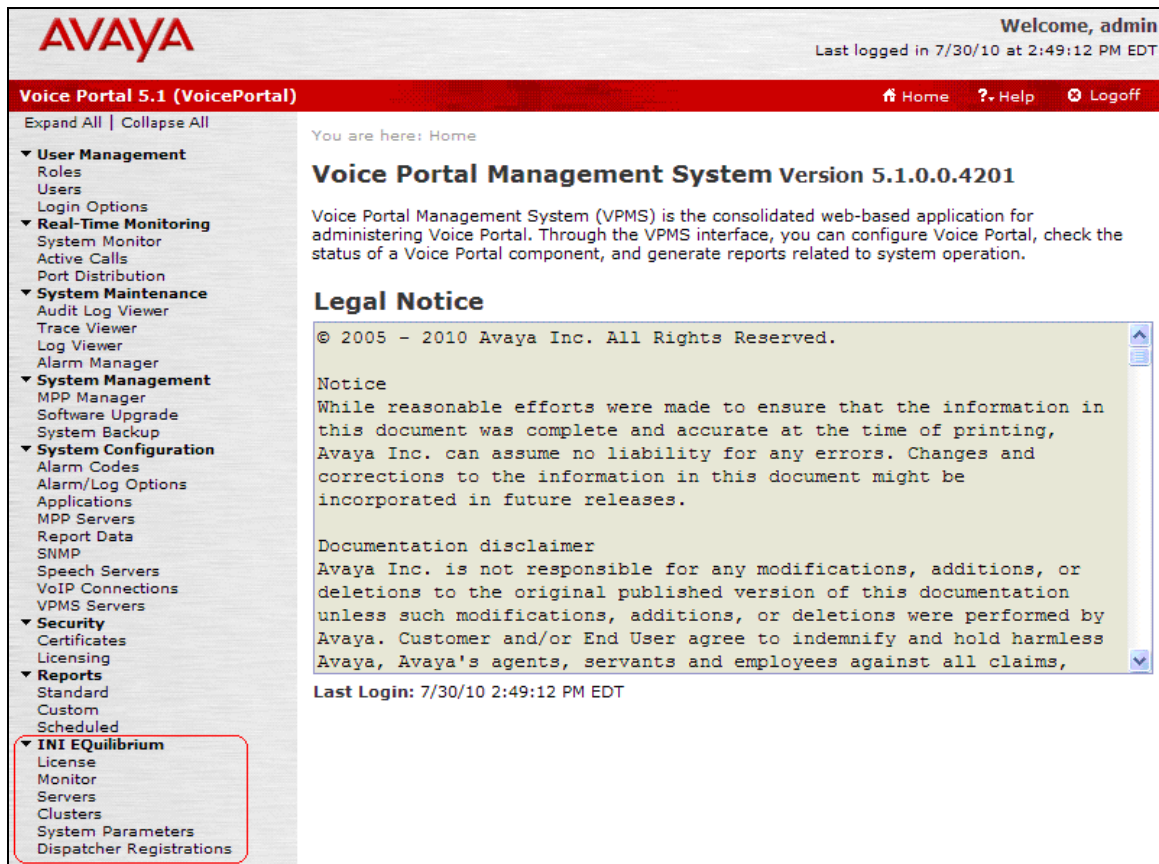 AVAYA
Welcome, admin
Last logged in 7/30/10 at 2:49:12 PM EDT
Voice Portal 5.1 (VoicePortal)
Home ? Help Logoff
Expand All | Collapse All
User Management
Roles
Users
Login Options
Real-Time Monitoring
System Monitor
Active Calls
Port Distribution
System Maintenance
Audit Log Viewer
Trace Viewer
Log Viewer
Alarm Manager
System Management
MPP Manager
Software Upgrade
System Backup
System Configuration
Alarm Codes
Alarm/Log Options
Applications
MPP Servers
Report Data
SNMP
Speech Servers
VoIP Connections
VPMS Servers
Security
Certificates
Licensing
Reports
Standard
Custom
Scheduled
INI EQuilibrium
License
Monitor
Servers
Clusters
System Parameters
Dispatcher Registrations
You are here: Home
Voice Portal Management System Version 5.1.0.0.4201
Voice Portal Management System (VPMS) is the consolidated web-based application for
administering Voice Portal. Through the VPMS interface, you can configure Voice Portal, check the
status of a Voice Portal component, and generate reports related to system operation.
Legal Notice
© 2005 - 2010 Avaya Inc. All Rights Reserved.
Notice
While reasonable efforts were made to ensure that the information in
this document was complete and accurate at the time of printing,
Avaya Inc. can assume no liability for any errors. Changes and
corrections to the information in this document might be
incorporated in future releases.
Documentation disclaimer
Avaya Inc. is not responsible for any modifications, additions, or
deletions to the original published version of this documentation
unless such modifications, additions, or deletions were performed by
Avaya. Customer and/or End User agree to indemnify and hold harmless
Avaya, Avaya's agents, servants and employees against all claims,
Last Login: 7/30/10 2:49:12 PM EDT